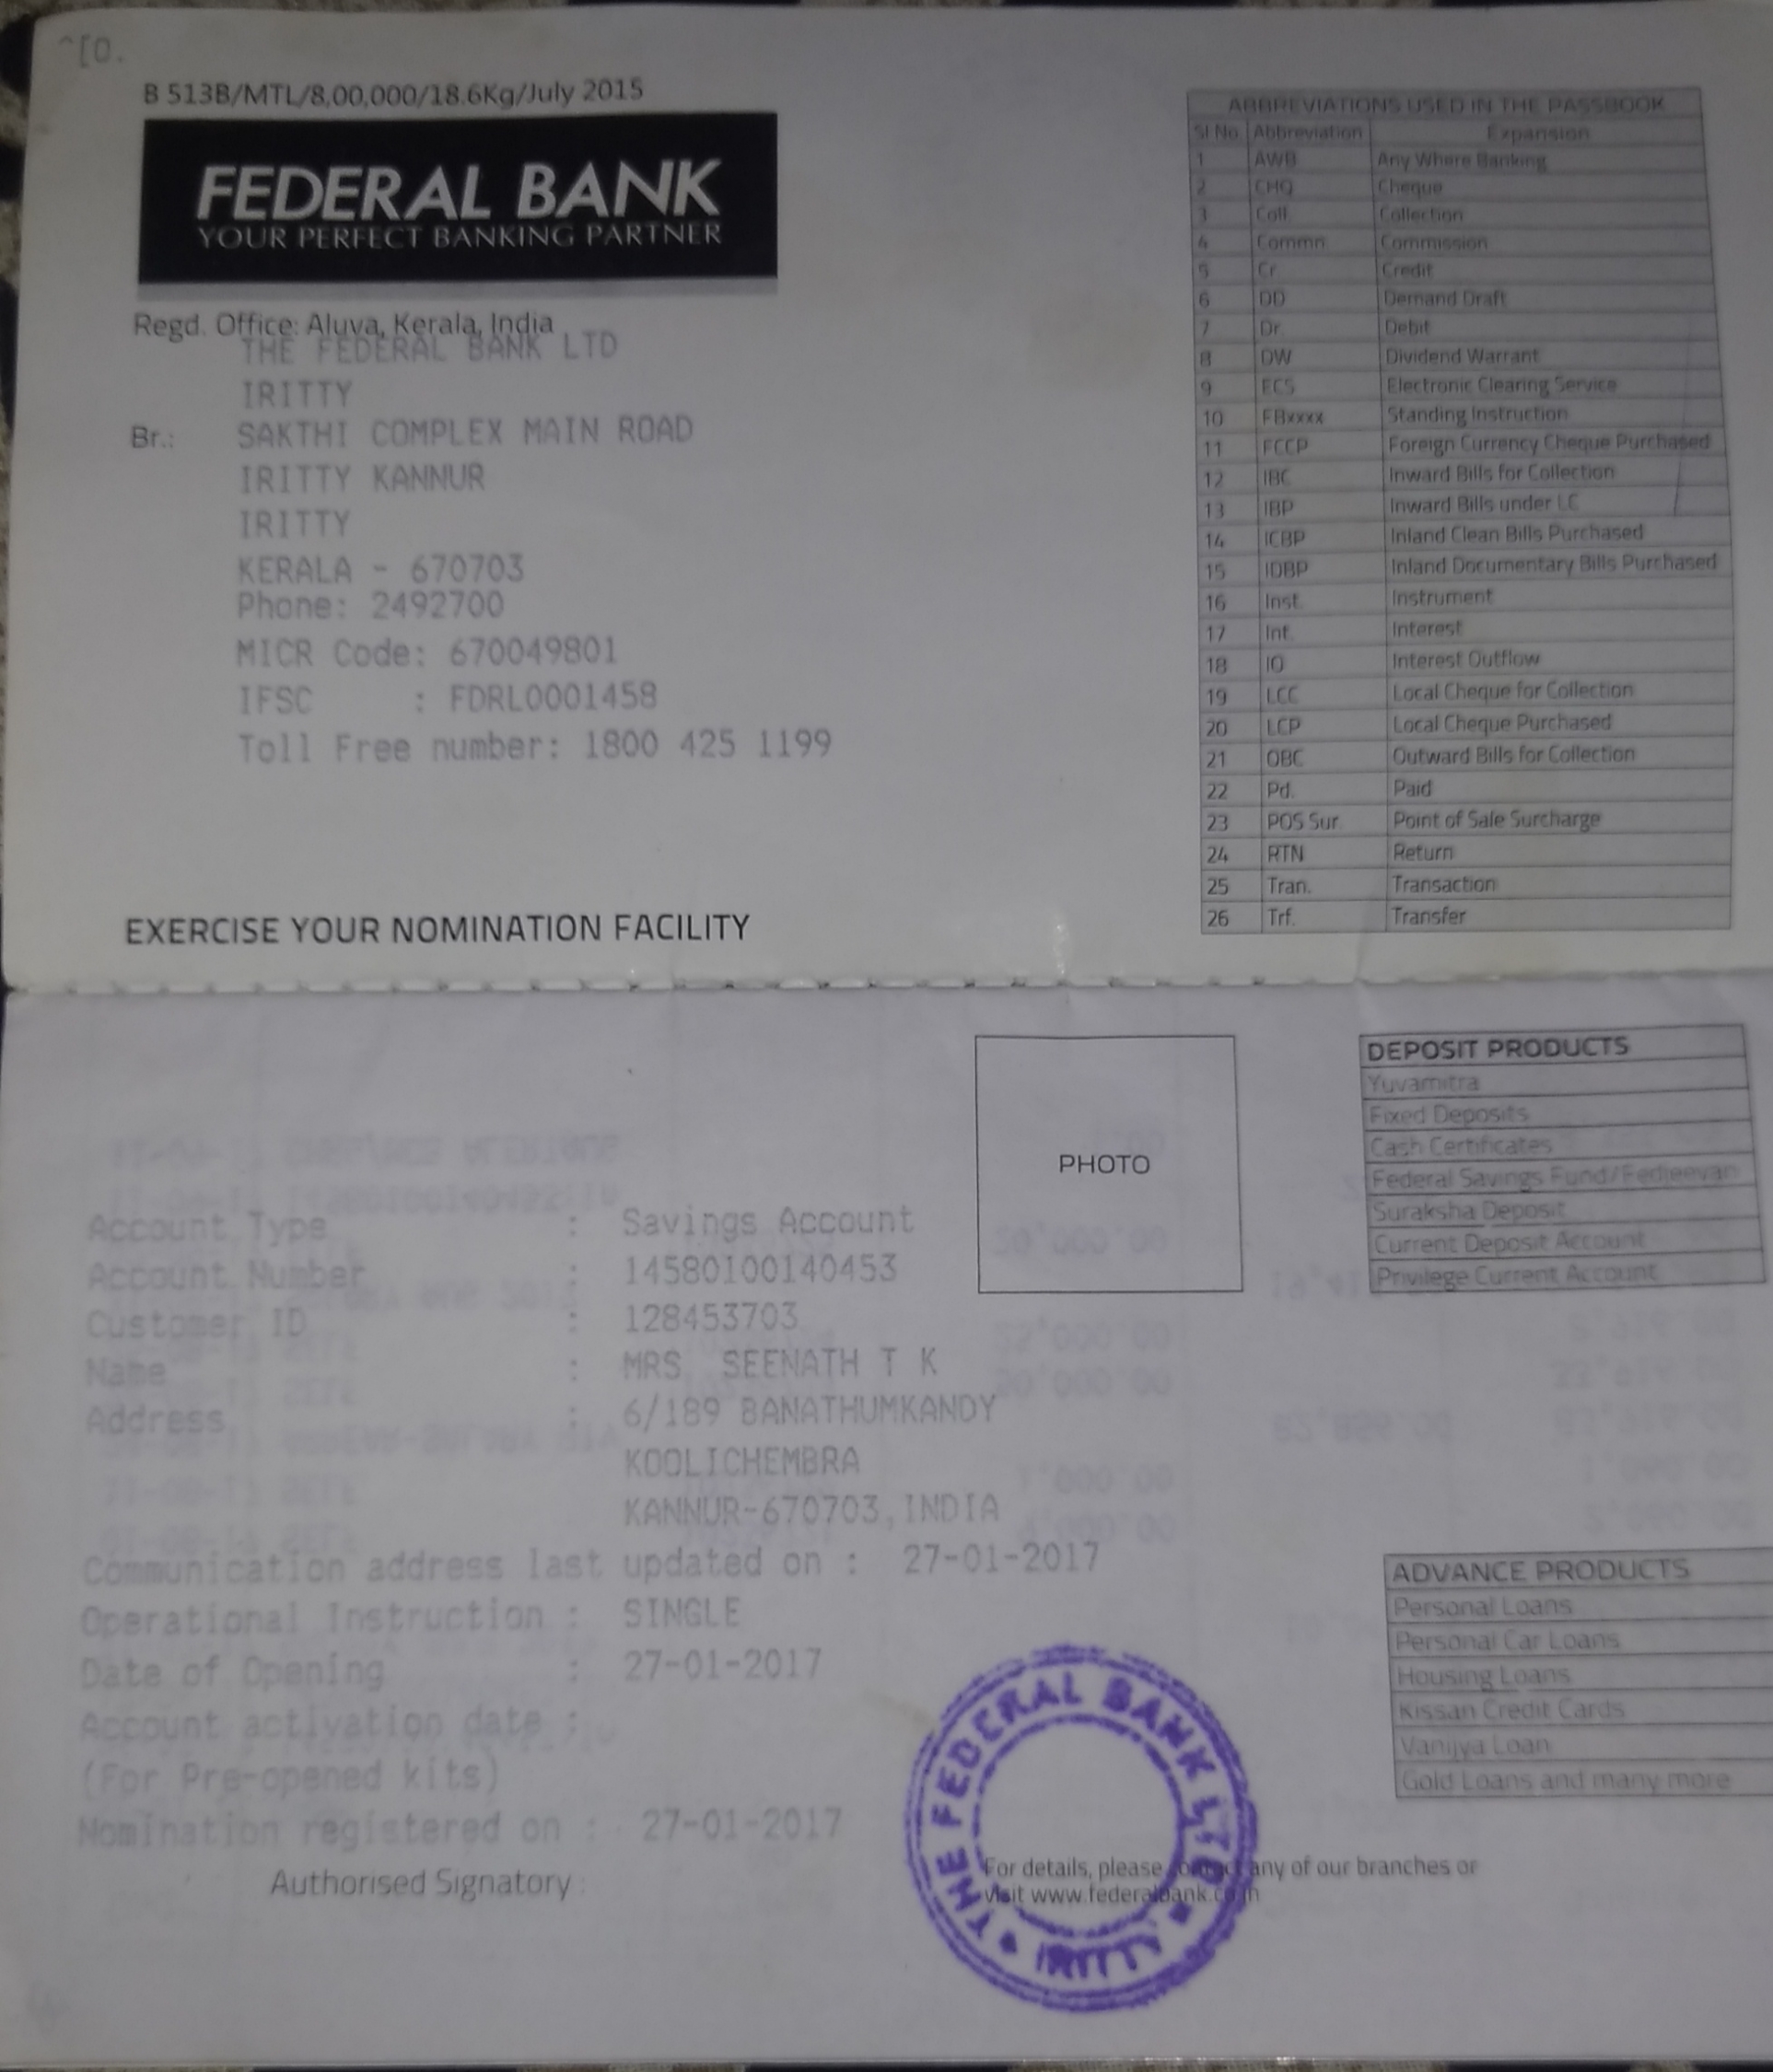 ^[0.
B 513B/MTL/8,00,000/18.6Kg/July 2015
FEDERAL BANK
YOUR PERFECT BANKING PARTNER
Regd. Office: Aluva, Kerala, India
THE FEDERAL BANK LTD
IRITTY
Br.: SAKTHI COMPLEX MAIN ROAD
IRITTY KANNUR
IRITTY
KERALA - 670703
Phone: 2492700
MICR Code: 670049801
IFSC : FDRL0001458
Toll Free number: 1800 425 1199
EXERCISE YOUR NOMINATION FACILITY
ABBREVIATIONS USED IN THE PASSBOOK
Sl No. Abbreviation Expansion
1 AWB Any Where Banking
2 CHQ Cheque
3 Coll Collection
4 Commn Commission
5 Cr Credit
6 DD Demand Draft
7 Dr. Debit
8 DW Dividend Warrant
9 ECS Electronic Clearing Service
10 FBxxxx Standing Instruction
11 FCCP Foreign Currency Cheque Purchased
12 IBC Inward Bills for Collection
13 IBP Inward Bills under LC
14 ICBP Inland Clean Bills Purchased
15 IDBP Inland Documentary Bills Purchased
16 Inst. Instrument
17 Int. Interest
18 IO Interest Outflow
19 LCC Local Cheque for Collection
20 LCP Local Cheque Purchased
21 OBC Outward Bills for Collection
22 Pd. Paid
23 POS Sur Point of Sale Surcharge
24 RTN Return
25 Tran. Transaction
26 Trf. Transfer
PHOTO
DEPOSIT PRODUCTS
Yuvamitra
Fixed Deposits
Cash Certificates
Federal Savings Fund/Fedjeevan
Suraksha Deposit
Current Deposit Account
Privilege Current Account
Account Type : Savings Account
Account Number : 14580100140453
Customer ID : 128453703
Name : MRS. SEENATH T K
Address : 6/189 BANATHUMKANDY
KOOLICHEMBRA
KANNUR-670703,INDIA
Communication address last updated on : 27-01-2017
Operational Instruction : SINGLE
Date of Opening : 27-01-2017
Account activation date :
(For Pre-opened kits)
Nomination registered on : 27-01-2017
Authorised Signatory
ADVANCE PRODUCTS
Personal Loans
Personal Car Loans
Housing Loans
Kissan Credit Cards
Vanijya Loan
Gold Loans and many more
THE FEDERAL BANK LTD
IRITTY
For details, please contact any of our branches or
visit www.federalbank.co.in